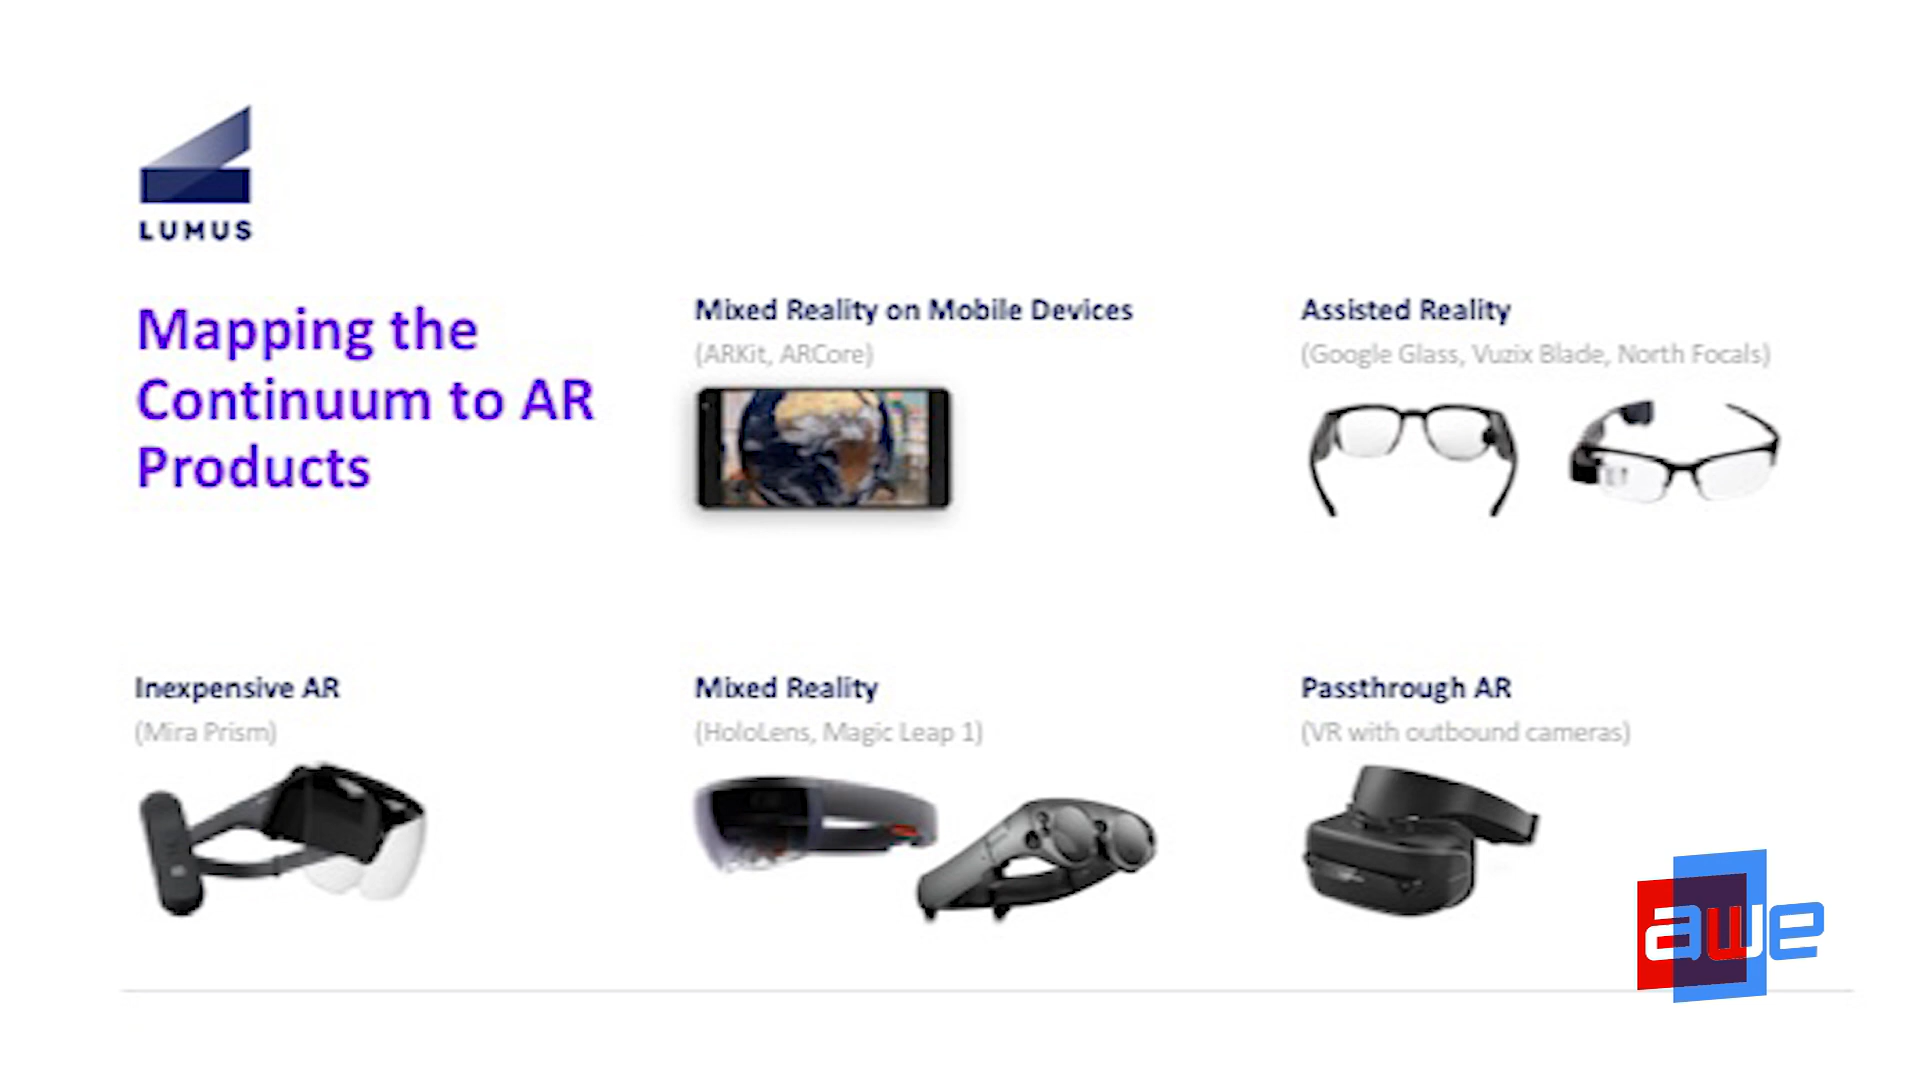 LUMUS
Mapping the
Continuum to AR
Products
Mixed Reality on Mobile Devices
(ARKit, ARCore)
Assisted Reality
(Google Glass, Vuzix Blade, North Focals)
Inexpensive AR
(Mira Prism)
Mixed Reality
(HoloLens, Magic Leap 1)
Passthrough AR
(VR with outbound cameras)
awe